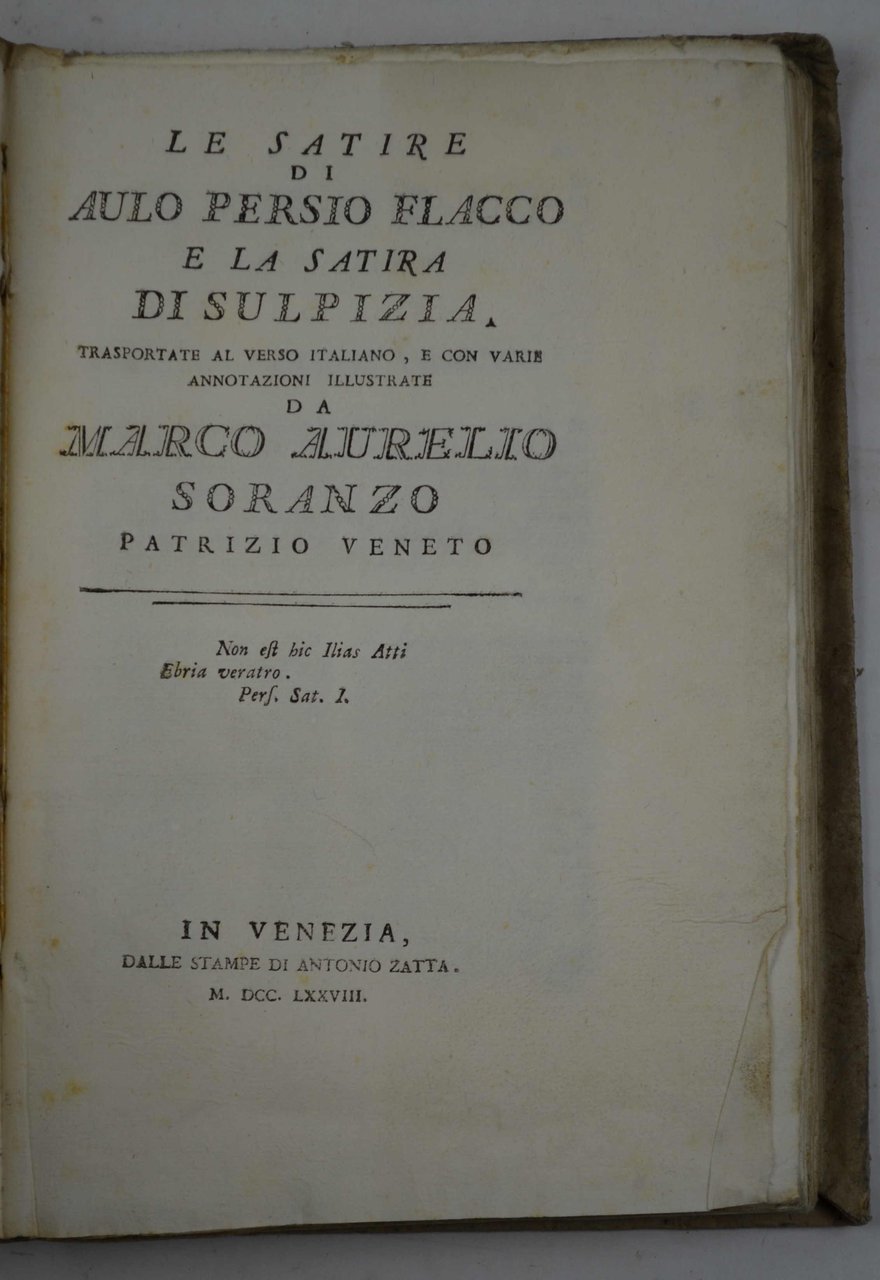 LE SATIRE
DI
AULO PERSIO FLACCO
E LA SATIRA
DI SULPIZIA.
TRASPORTATE AL VERSO ITALIANO , E CON VARIE
ANNOTAZIONI ILLUSTRATE
DA
MARCO AURELIO
SORANZO
PATRIZIO VENETO
Non eſt hic Ilias Atti
Ebria veratro.
Perſ. Sat. I.
IN VENEZIA,
DALLE STAMPE DI ANTONIO ZATTA.
M. DCC. LXXVIII.